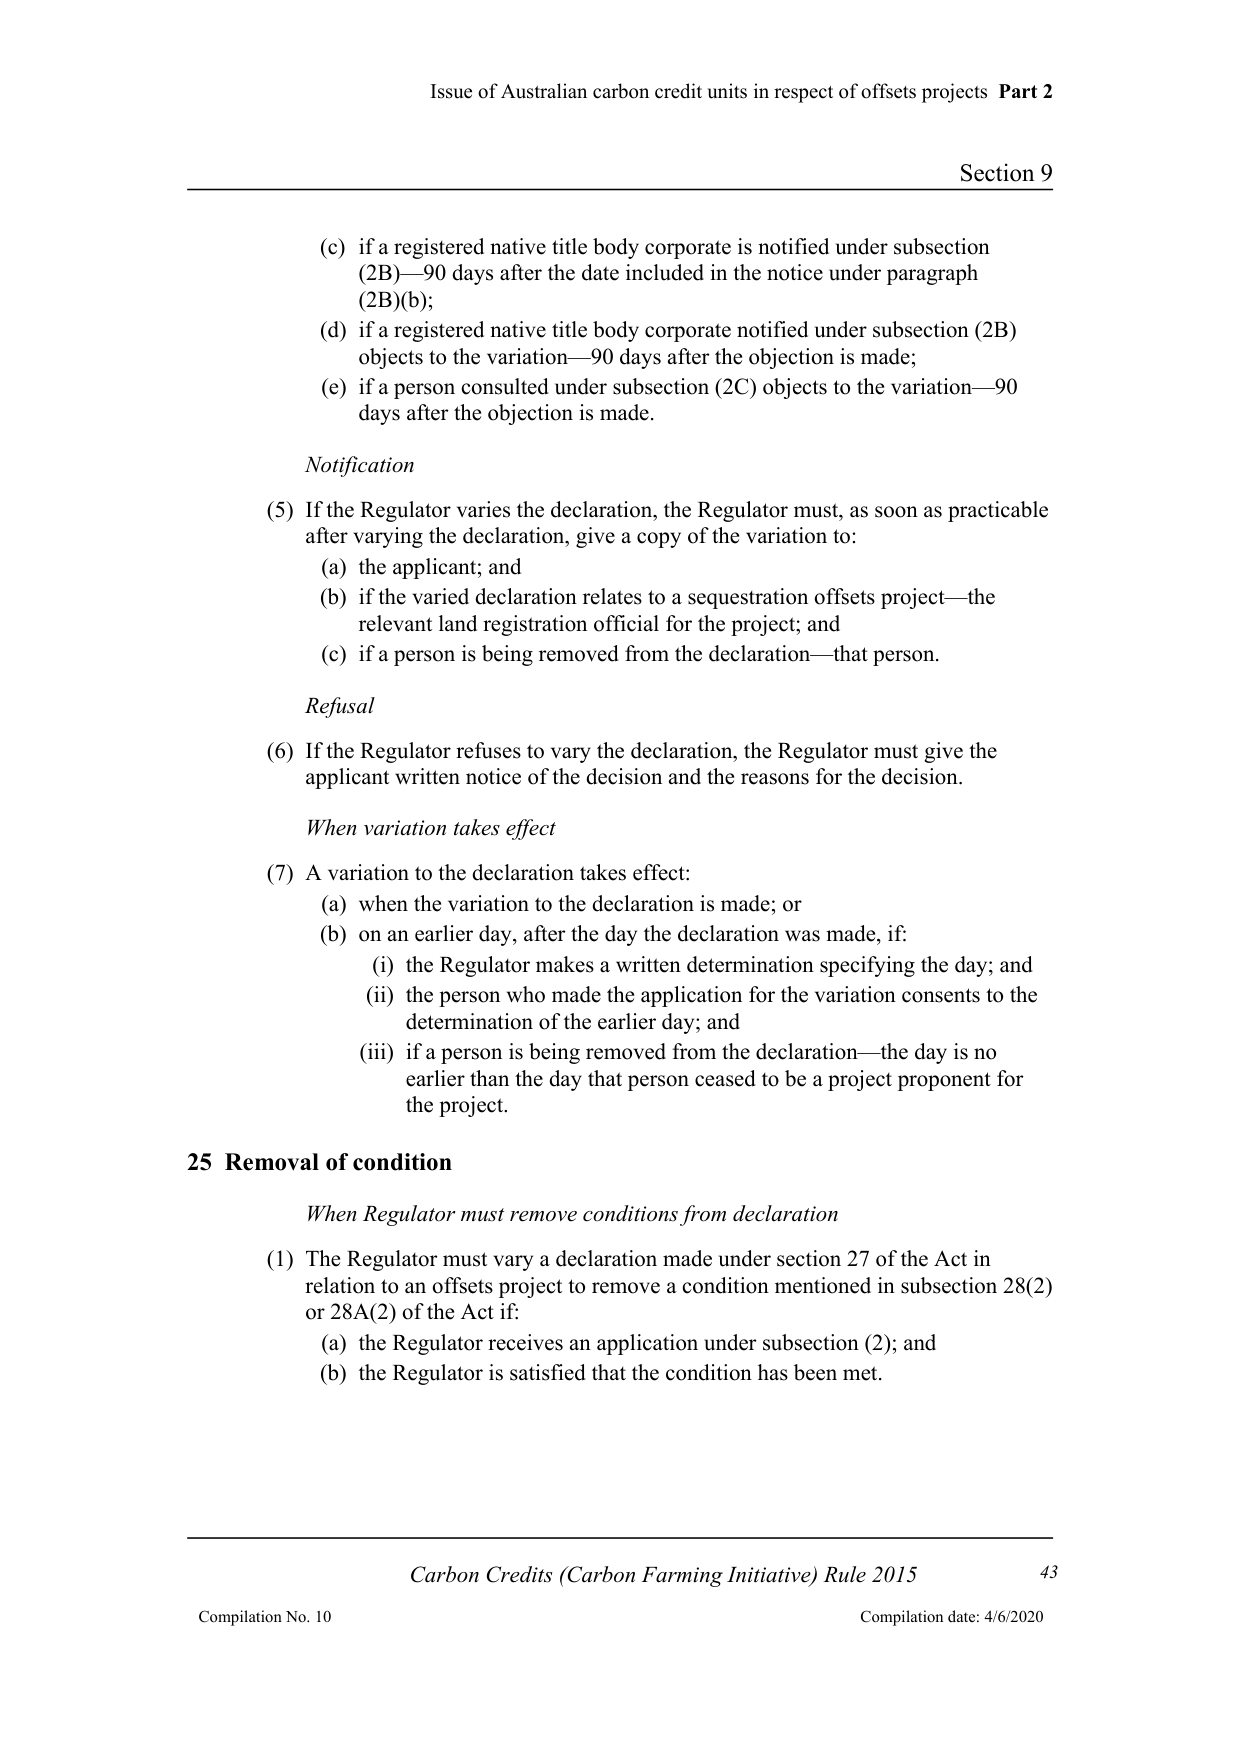 Issue of Australian carbon credit units in respect of offsets projects Part 2
Section 9
(c) if a registered native title body corporate is notified under subsection
(2B)—90 days after the date included in the notice under paragraph
(2B)(b);
(d) if a registered native title body corporate notified under subsection (2B)
objects to the variation—90 days after the objection is made;
(e) if a person consulted under subsection (2C) objects to the variation—90
days after the objection is made.
Notification
(5) If the Regulator varies the declaration, the Regulator must, as soon as practicable
after varying the declaration, give a copy of the variation to:
(a) the applicant; and
(b) if the varied declaration relates to a sequestration offsets project—the
relevant land registration official for the project; and
(c) if a person is being removed from the declaration—that person.
Refusal
(6) If the Regulator refuses to vary the declaration, the Regulator must give the
applicant written notice of the decision and the reasons for the decision.
When variation takes effect
(7) A variation to the declaration takes effect:
(a) when the variation to the declaration is made; or
(b) on an earlier day, after the day the declaration was made, if:
(i) the Regulator makes a written determination specifying the day; and
(ii) the person who made the application for the variation consents to the
determination of the earlier day; and
(iii) if a person is being removed from the declaration—the day is no
earlier than the day that person ceased to be a project proponent for
the project.
25 Removal of condition
When Regulator must remove conditions from declaration
(1) The Regulator must vary a declaration made under section 27 of the Act in
relation to an offsets project to remove a condition mentioned in subsection 28(2)
or 28A(2) of the Act if:
(a) the Regulator receives an application under subsection (2); and
(b) the Regulator is satisfied that the condition has been met.
Carbon Credits (Carbon Farming Initiative) Rule 2015 43
Compilation No. 10 Compilation date: 4/6/2020